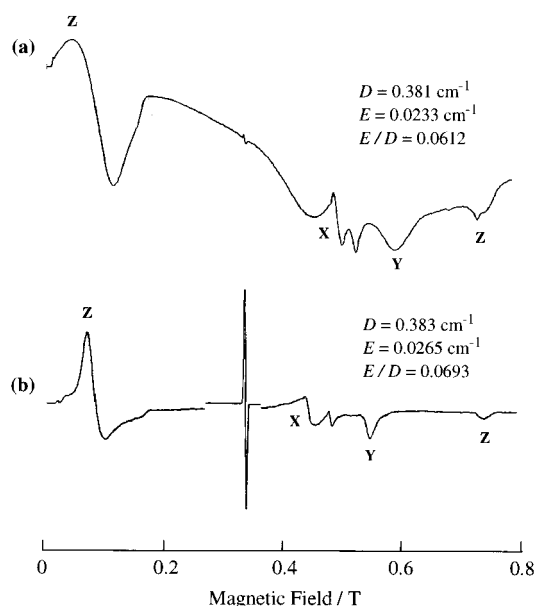 Z
(a)
D = 0.381 cm⁻¹
E = 0.0233 cm⁻¹
E / D = 0.0612
X
Z
Y
Z
D = 0.383 cm⁻¹
E = 0.0265 cm⁻¹
E / D = 0.0693
(b)
X
Y
Z
0 0.2 0.4 0.6 0.8
Magnetic Field / T